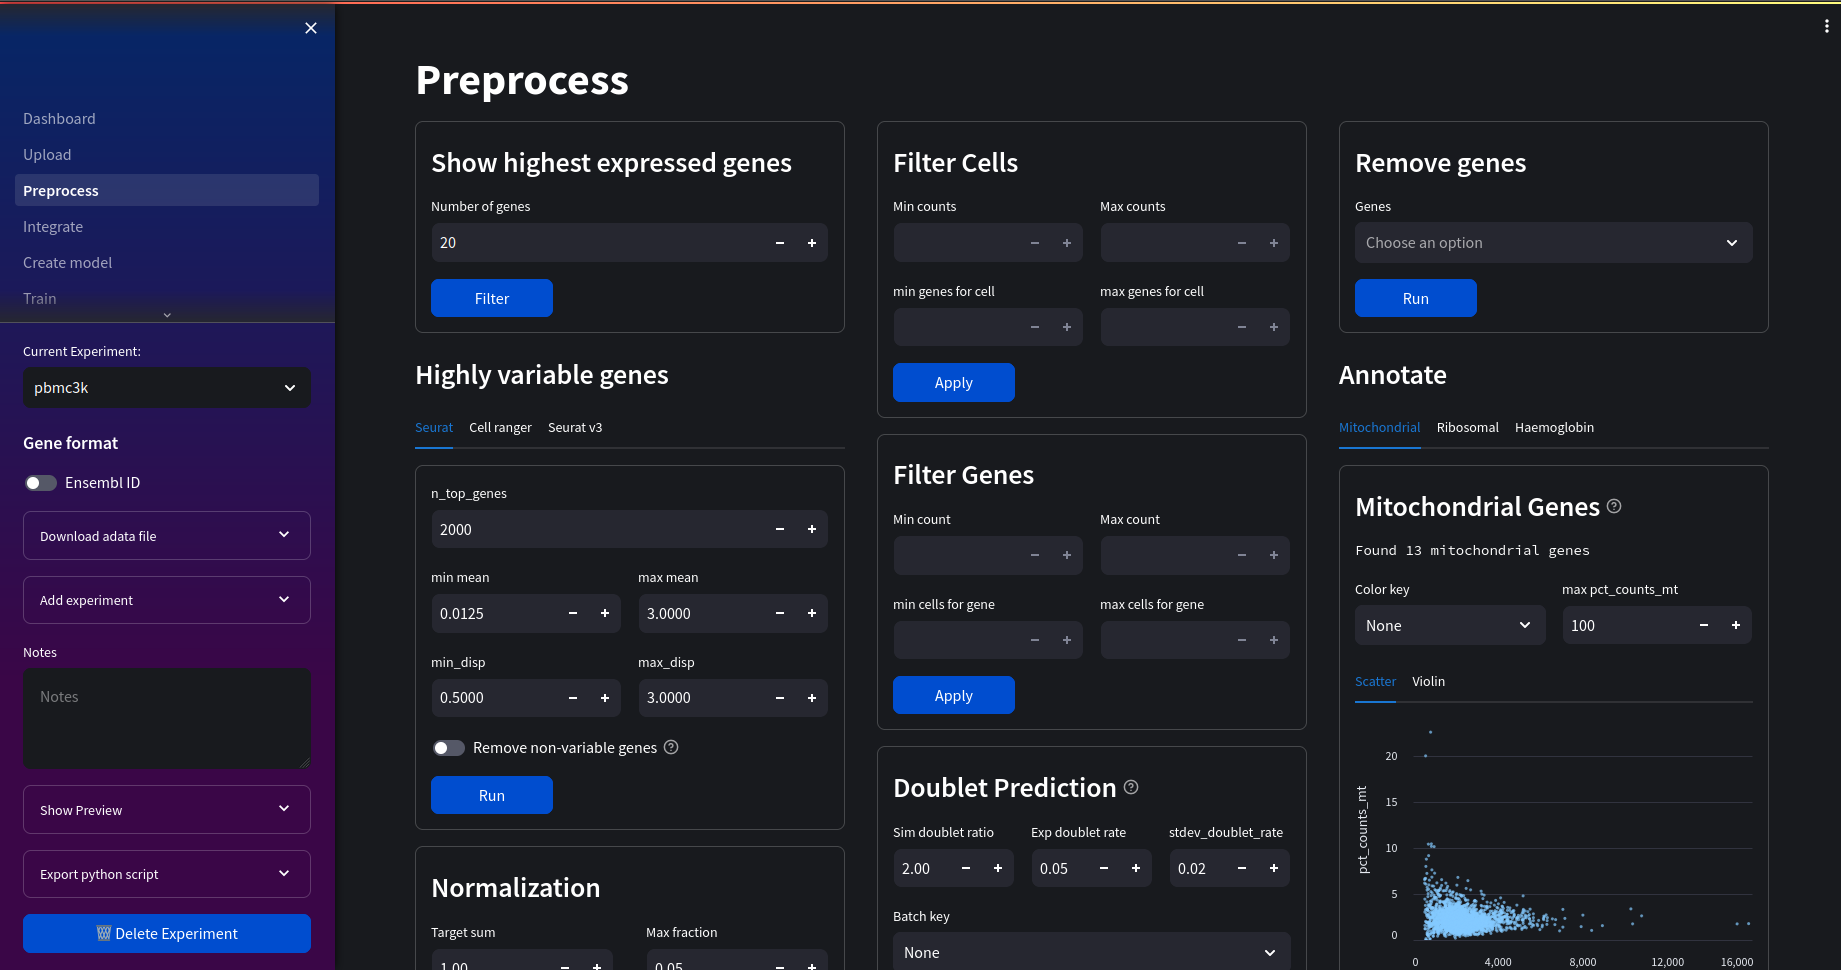 Dashboard
Upload
Preprocess
Integrate
Create model
Train
Current Experiment:
pbmc3k
Gene format
Ensembl ID
Download adata file
Add experiment
Notes
Notes
Show Preview
Export python script
Delete Experiment
Preprocess
Show highest expressed genes
Number of genes
20
Filter
Highly variable genes
Seurat Cell ranger Seurat v3
n_top_genes
2000
min mean max mean
0.0125 3.0000
min_disp max_disp
0.5000 3.0000
Remove non-variable genes
Run
Normalization
Target sum Max fraction
1.00 0.05
Filter Cells
Min counts Max counts
min genes for cell max genes for cell
Apply
Filter Genes
Min count Max count
min cells for gene max cells for gene
Apply
Doublet Prediction
Sim doublet ratio Exp doublet rate stdev_doublet_rate
2.00 0.05 0.02
Batch key
None
Remove genes
Genes
Choose an option
Run
Annotate
Mitochondrial Ribosomal Haemoglobin
Mitochondrial Genes
Found 13 mitochondrial genes
Color key max pct_counts_mt
None 100
Scatter Violin
pct_counts_mt
20
15
10
5
0
0 4,000 8,000 12,000 16,000